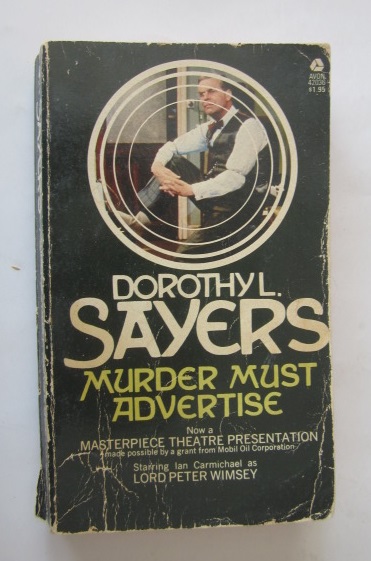 AVON
42036
$1.95
DOROTHY L.
SAYERS
MURDER MUST
ADVERTISE
Now a
MASTERPIECE THEATRE PRESENTATION
made possible by a grant from Mobil Oil Corporation
Starring Ian Carmichael as
LORD PETER WIMSEY